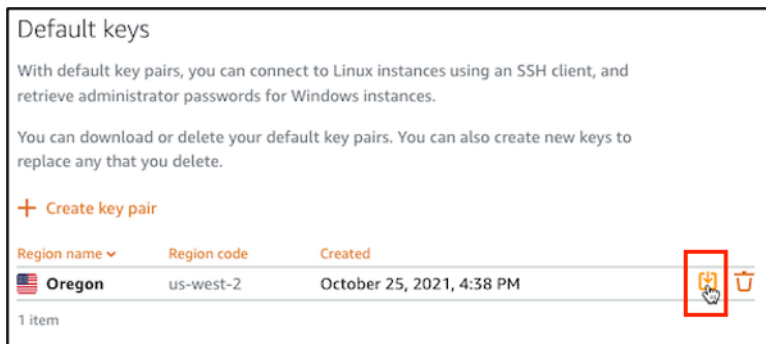 Default keys
With default key pairs, you can connect to Linux instances using an SSH client, and
retrieve administrator passwords for Windows instances.
You can download or delete your default key pairs. You can also create new keys to
replace any that you delete.
+ Create key pair
Region name Region code Created
Oregon us-west-2 October 25, 2021, 4:38 PM
1 item